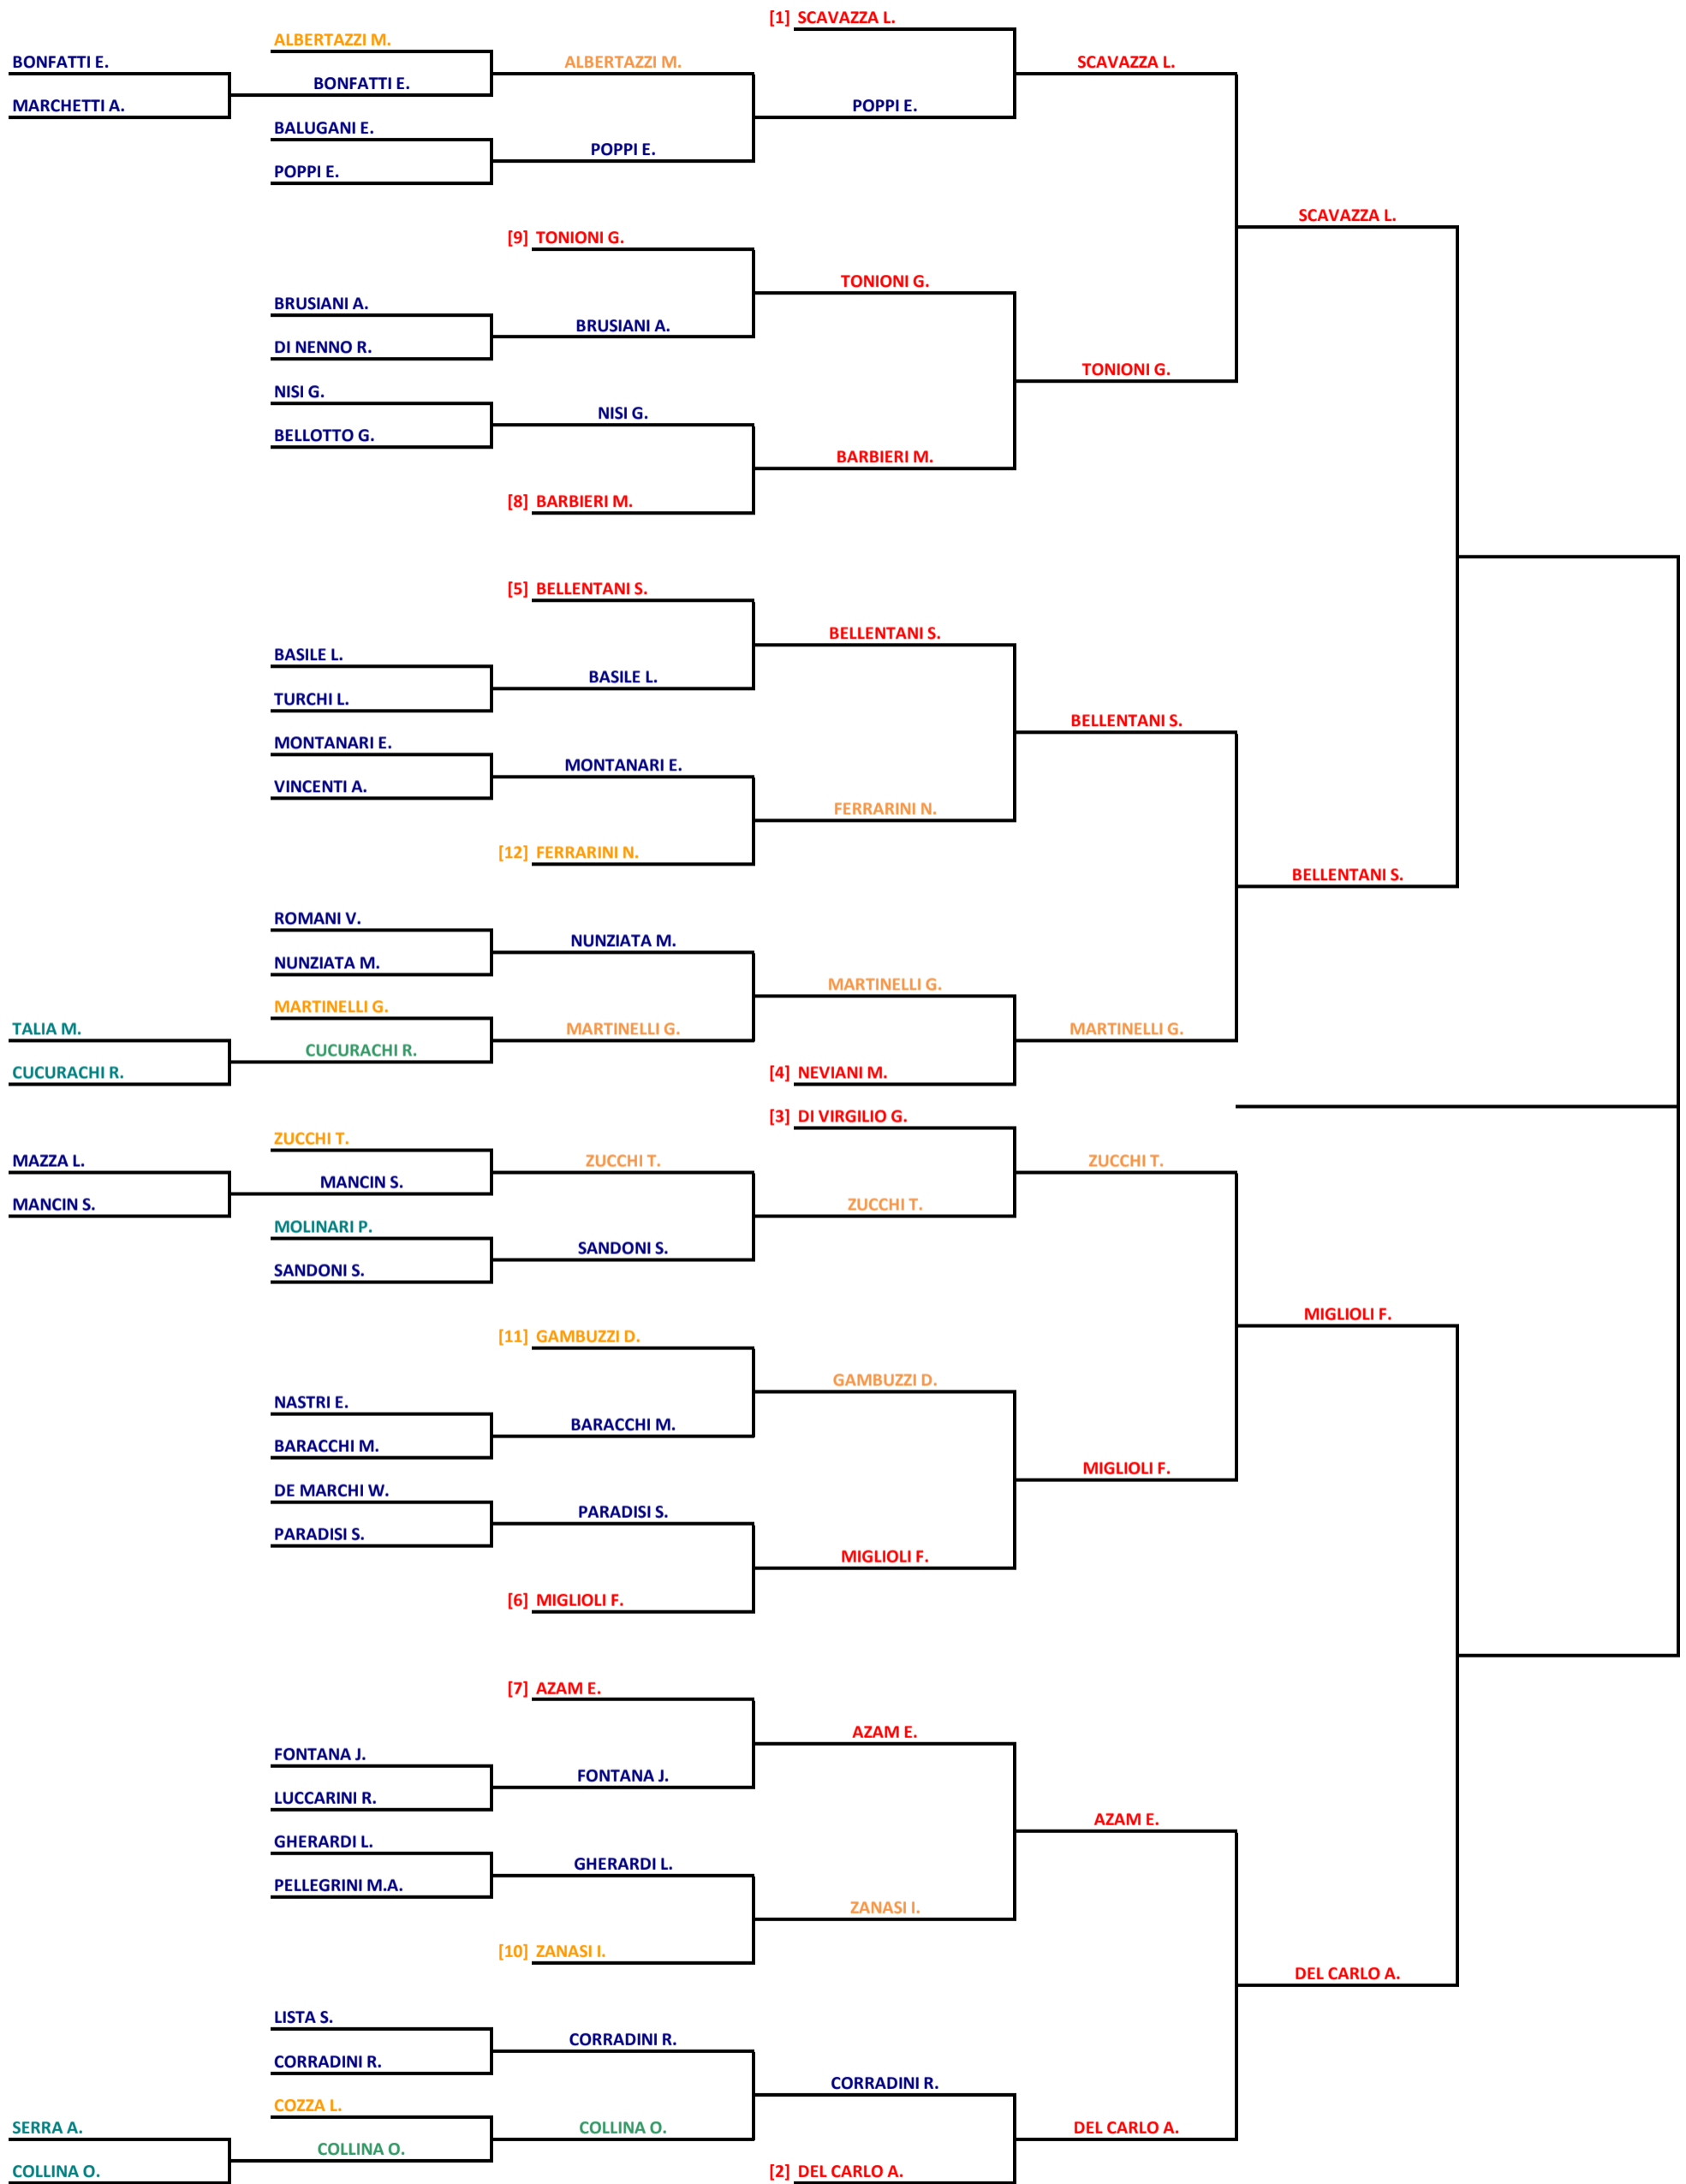 [1] SCAVAZZA L.
ALBERTAZZI M.
BONFATTI E.
ALBERTAZZI M.
SCAVAZZA L.
BONFATTI E.
MARCHETTI A.
POPPI E.
BALUGANI E.
POPPI E.
POPPI E.
SCAVAZZA L.
[9] TONIONI G.
TONIONI G.
BRUSIANI A.
BRUSIANI A.
DI NENNO R.
TONIONI G.
NISI G.
NISI G.
BELLOTTO G.
BARBIERI M.
[8] BARBIERI M.
[5] BELLENTANI S.
BELLENTANI S.
BASILE L.
BASILE L.
TURCHI L.
BELLENTANI S.
MONTANARI E.
MONTANARI E.
VINCENTI A.
FERRARINI N.
[12] FERRARINI N.
BELLENTANI S.
ROMANI V.
NUNZIATA M.
NUNZIATA M.
MARTINELLI G.
MARTINELLI G.
TALIA M.
MARTINELLI G.
MARTINELLI G.
CUCURACHI R.
CUCURACHI R.
[4] NEVIANI M.
[3] DI VIRGILIO G.
ZUCCHI T.
MAZZA L.
ZUCCHI T.
ZUCCHI T.
MANCIN S.
MANCIN S.
ZUCCHI T.
MOLINARI P.
SANDONI S.
SANDONI S.
MIGLIOLI F.
[11] GAMBUZZI D.
GAMBUZZI D.
NASTRI E.
BARACCHI M.
BARACCHI M.
MIGLIOLI F.
DE MARCHI W.
PARADISI S.
PARADISI S.
MIGLIOLI F.
[6] MIGLIOLI F.
[7] AZAM E.
AZAM E.
FONTANA J.
FONTANA J.
LUCCARINI R.
AZAM E.
GHERARDI L.
GHERARDI L.
PELLEGRINI M.A.
ZANASI I.
[10] ZANASI I.
DEL CARLO A.
LISTA S.
CORRADINI R.
CORRADINI R.
CORRADINI R.
COZZA L.
SERRA A.
COLLINA O.
DEL CARLO A.
COLLINA O.
COLLINA O.
[2] DEL CARLO A.